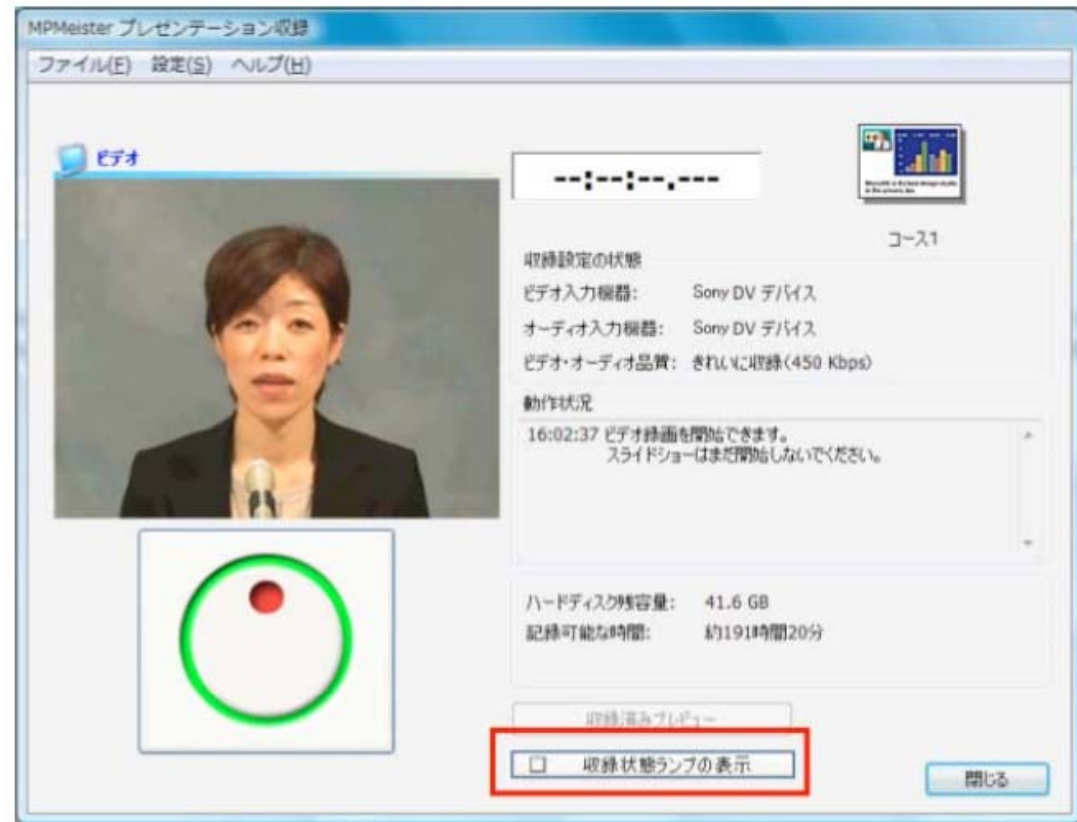 MPMeister プレゼンテーション収録
ファイル(F) 設定(S) ヘルプ(H)
ビデオ
--:--:--.---
コース1
収録設定の状態
ビデオ入力機器: Sony DV デバイス
オーディオ入力機器: Sony DV デバイス
ビデオ・オーディオ品質: きれいに収録(450 Kbps)
動作状況
16:02:37 ビデオ録画を開始できます。
スライドショーはまだ開始しないでください。
ハードディスク残容量: 41.6 GB
記録可能な時間: 約191時間20分
収録済みプレビュー
収録状態ランプの表示
閉じる